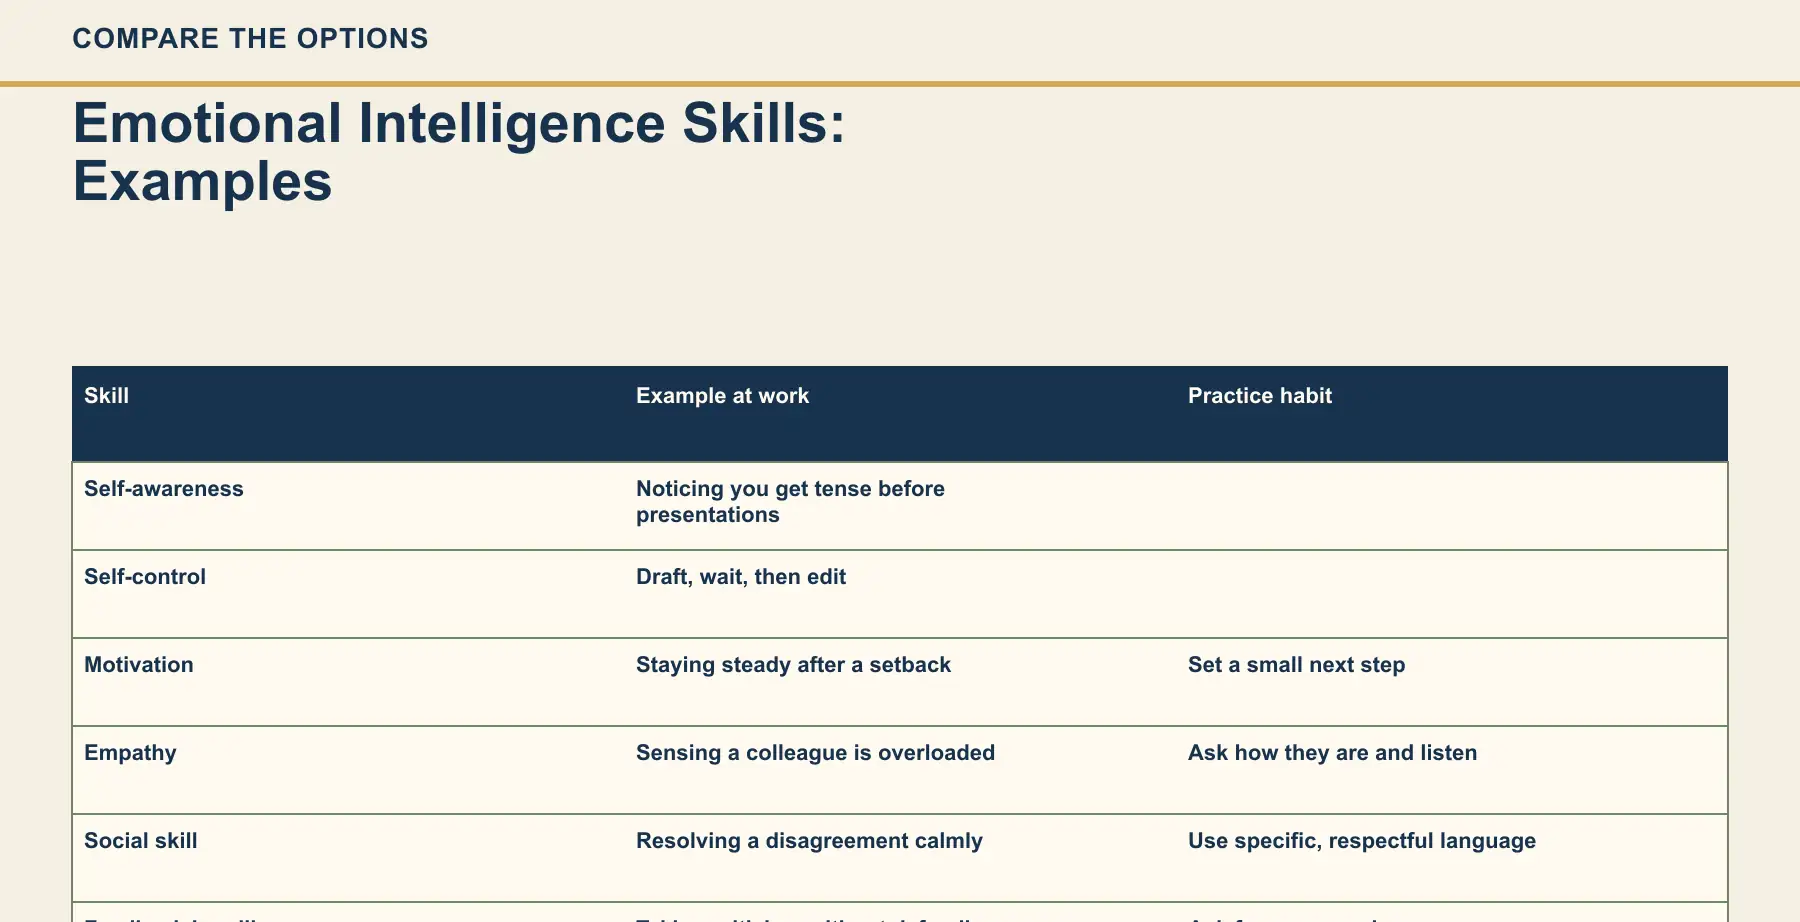 COMPARE THE OPTIONS
Emotional Intelligence Skills:
Examples
Skill
Example at work
Practice habit
Self-awareness
Noticing you get tense before
presentations
Self-control
Draft, wait, then edit
Motivation
Staying steady after a setback
Set a small next step
Empathy
Sensing a colleague is overloaded
Ask how they are and listen
Social skill
Resolving a disagreement calmly
Use specific, respectful language